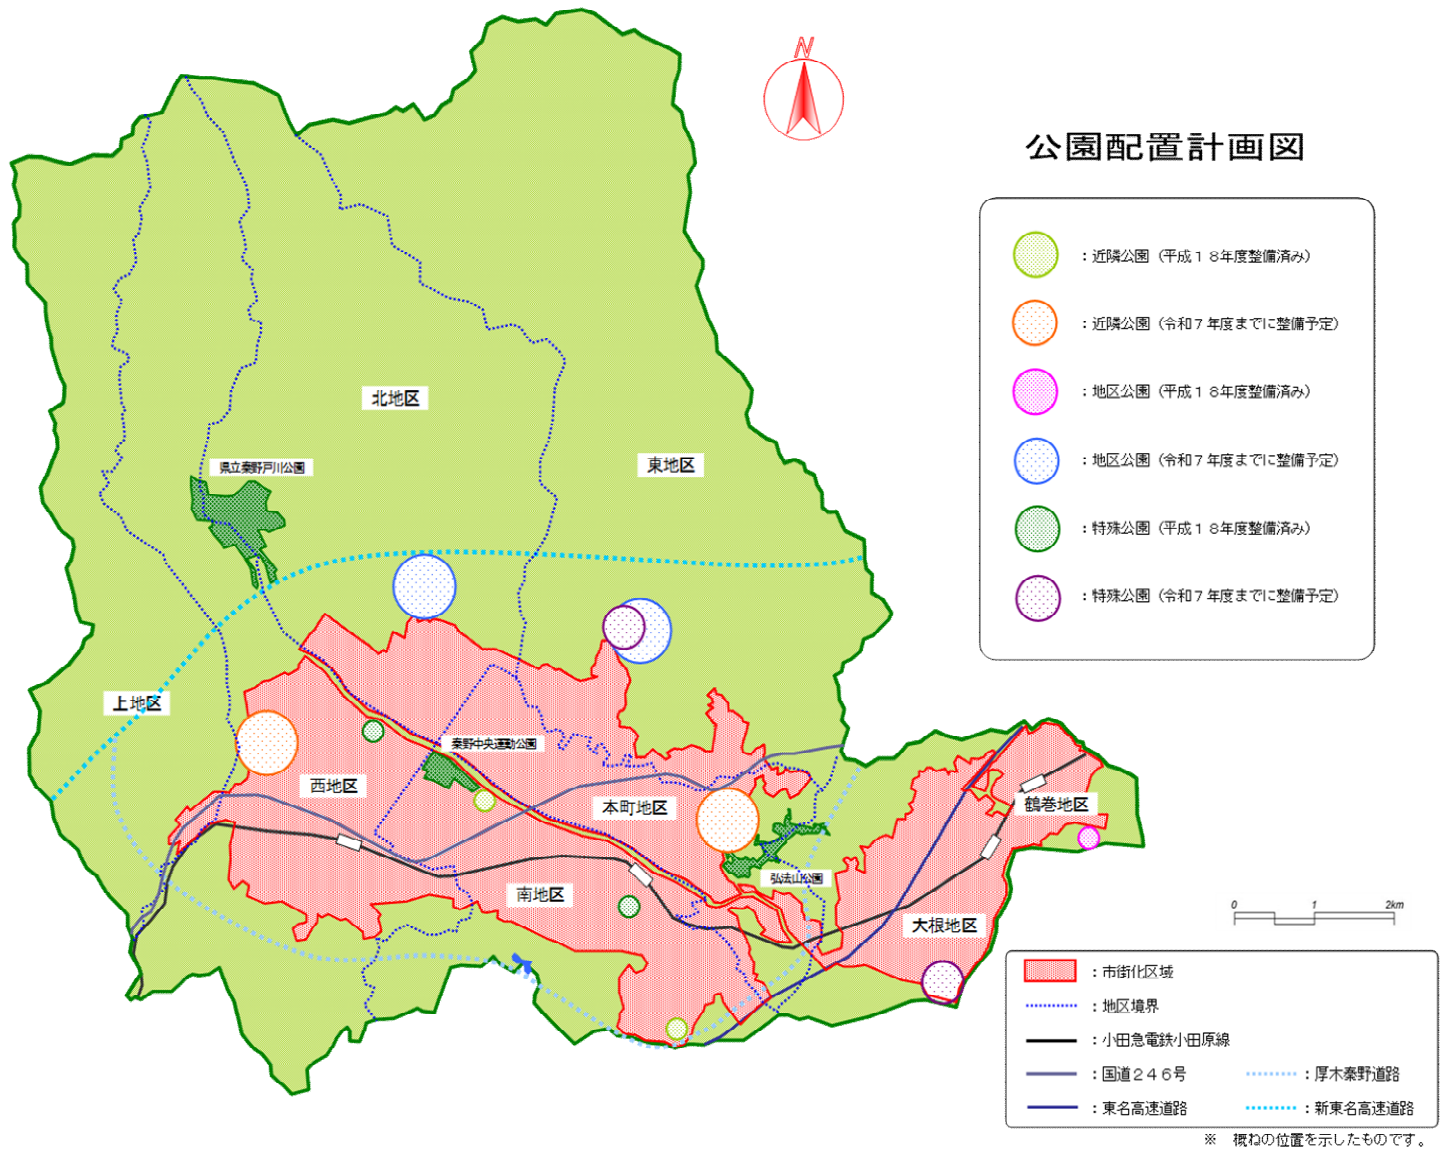 N
公園配置計画図
：近隣公園（平成１８年度整備済み）
：近隣公園（令和７年度までに整備予定）
：地区公園（平成１８年度整備済み）
：地区公園（令和７年度までに整備予定）
：特殊公園（平成１８年度整備済み）
：特殊公園（令和７年度までに整備予定）
北地区
東地区
県立秦野戸川公園
上地区
秦野中央運動公園
西地区
本町地区
鶴巻地区
弘法山公園
南地区
大根地区
0 1 2km
：市街化区域
：地区境界
：小田急電鉄小田原線
：国道２４６号
：厚木秦野道路
：東名高速道路
：新東名高速道路
※　概ねの位置を示したものです。